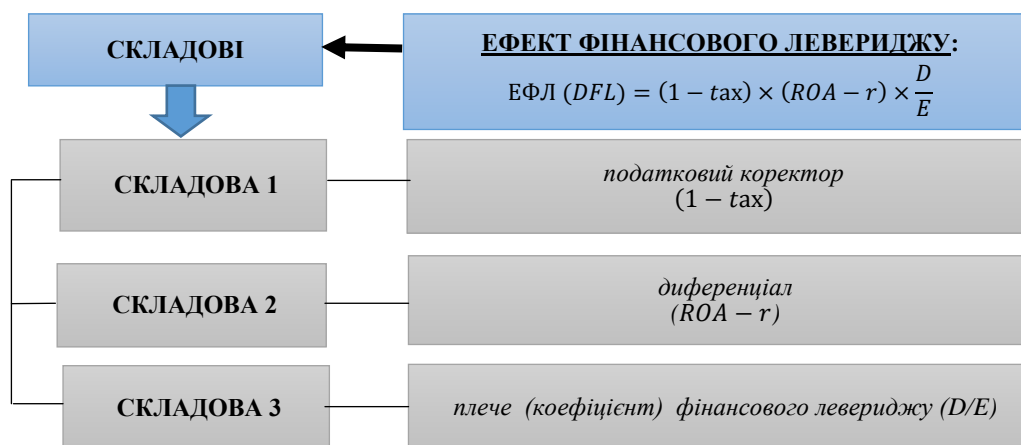 СКЛАДОВІ
ЕФЕКТ ФІНАНСОВОГО ЛЕВЕРИДЖУ:
ЕФЛ (DFL) = (1 − tax) × (ROA − r) × D/E
СКЛАДОВА 1
податковий коректор
(1 − tax)
СКЛАДОВА 2
диференціал
(ROA − r)
СКЛАДОВА 3
плече (коефіцієнт) фінансового левериджу (D/E)